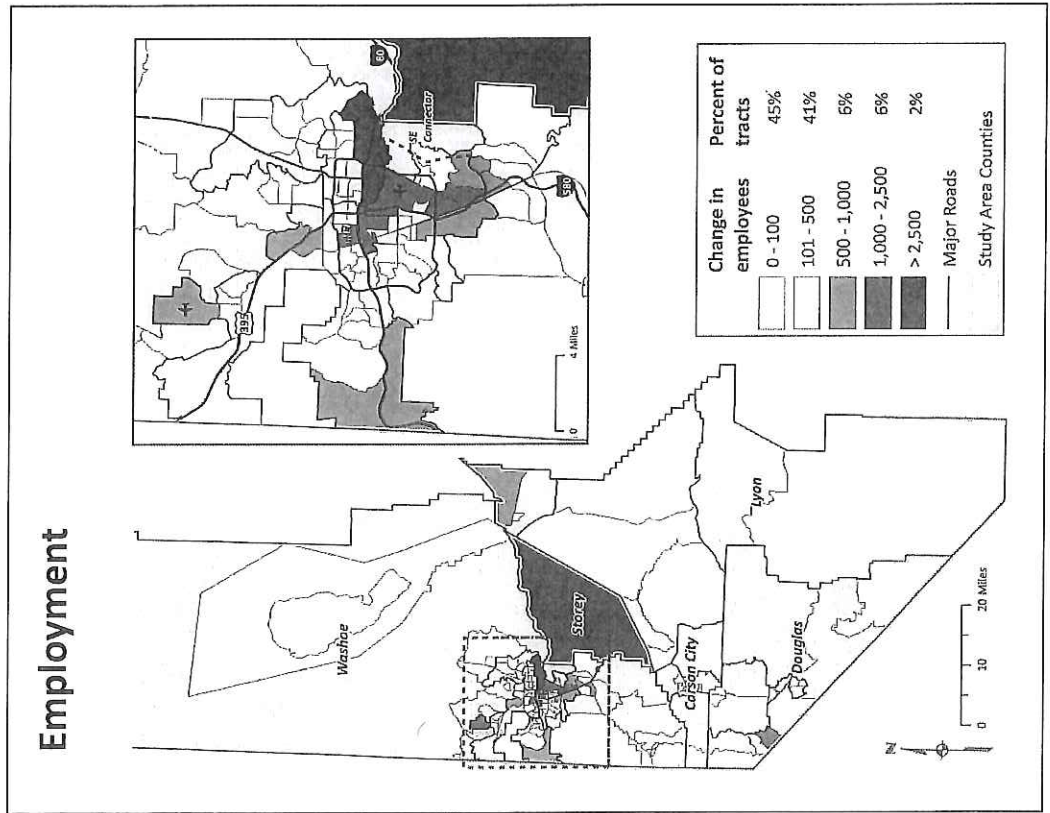 Employment
Washoe
Storey
Lyon
Carson City
Douglas
N
0 10 20 Miles
395
80
580
SE
Connector
0 4 Miles
Change in employees Percent of tracts
0 - 100 45%
101 - 500 41%
500 - 1,000 6%
1,000 - 2,500 6%
> 2,500 2%
Major Roads
Study Area Counties